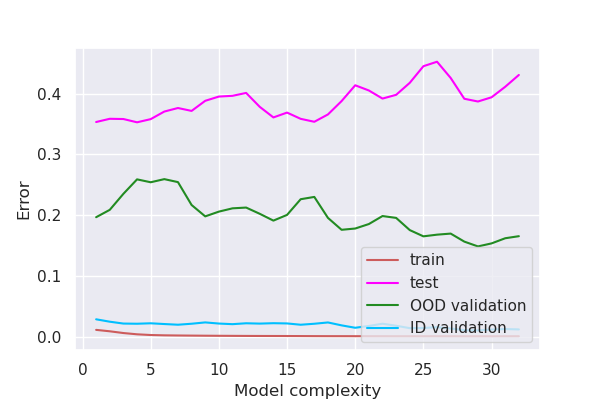 0.4
0.3
0.2
0.1
0.0
Error
0 5 10 15 20 25 30
Model complexity
train
test
OOD validation
ID validation